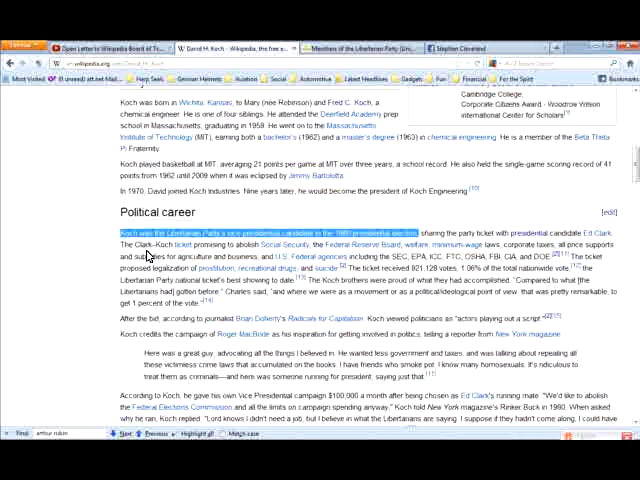 Open Letter to Wikipedia Board of Tr... David H. Koch - Wikipedia, the free e... Members of the Libertarian Party (Uni... Stephen Cleveland
Most Visited (6 unread) att.net Mail... Harp Seals German Helmets Aviation Social Automotive Latest Headlines Gadgets Fun Financial For the Spirit Bookmarks
Cambridge College,
Corporate Citizens Award - Woodrow Wilson
International Center for Scholars
Koch was born in Wichita, Kansas, to Mary (née Robinson) and Fred C. Koch, a
chemical engineer. He is one of four siblings. He attended the Deerfield Academy prep
school in Massachusetts, graduating in 1959. He went on to the Massachusetts
Institute of Technology (MIT), earning both a bachelor's (1962) and a master's degree (1963) in chemical engineering. He is a member of the Beta Theta
Pi Fraternity.
Koch played basketball at MIT, averaging 21 points per game at MIT over three years, a school record. He also held the single-game scoring record of 41
points from 1962 until 2009 when it was eclipsed by Jimmy Bartolotta.
In 1970, David joined Koch Industries. Nine years later, he would become the president of Koch Engineering.[10]
Political career [edit]
Koch was the Libertarian Party's vice-presidential candidate in the 1980 presidential election, sharing the party ticket with presidential candidate Ed Clark.
The Clark–Koch ticket promising to abolish Social Security, the Federal Reserve Board, welfare, minimum-wage laws, corporate taxes, all price supports
and subsidies for agriculture and business, and U.S. Federal agencies including the SEC, EPA, ICC, FTC, OSHA, FBI, CIA, and DOE.[2][11] The ticket
proposed legalization of prostitution, recreational drugs, and suicide.[2] The ticket received 921,128 votes, 1.06% of the total nationwide vote,[12] the
Libertarian Party national ticket's best showing to date.[13] The Koch brothers were proud of what they had accomplished. "Compared to what [the
Libertarians had] gotten before," Charles said, "and where we were as a movement or as a political/ideological point of view, that was pretty remarkable, to
get 1 percent of the vote."[14]
After the bid, according to journalist Brian Doherty's Radicals for Capitalism, Koch viewed politicians as "actors playing out a script".[2][15]
Koch credits the campaign of Roger MacBride as his inspiration for getting involved in politics, telling a reporter from New York magazine:
Here was a great guy, advocating all the things I believed in. He wanted less government and taxes, and was talking about repealing all
these victimless crime laws that accumulated on the books. I have friends who smoke pot. I know many homosexuals. It's ridiculous to
treat them as criminals—and here was someone running for president, saying just that.[11]
According to Koch, he gave his own Vice Presidential campaign $100,000 a month after being chosen as Ed Clark's running mate. "We'd like to abolish
the Federal Elections Commission and all the limits on campaign spending anyway," Koch told New York magazine's Rinker Buck in 1980. When asked
why he ran, Koch replied: "Lord knows I didn't need a job, but I believe in what the Libertarians are saying. I suppose if they hadn't come along, I could have
Find: arthur rubin Next Previous Highlight all Match case